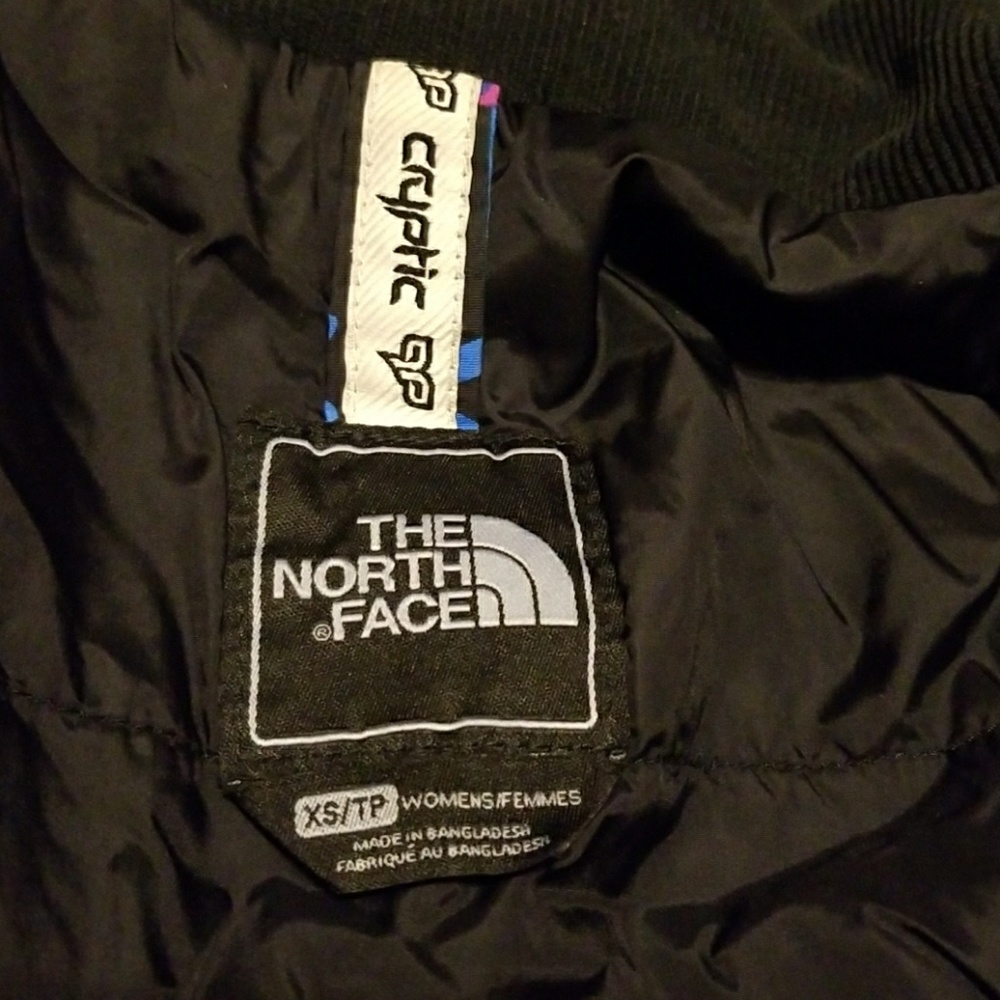 cryptic
THE
NORTH
FACE
®
XS/TP WOMENS/FEMMES
MADE IN BANGLADESH
FABRIQUÉ AU BANGLADESH